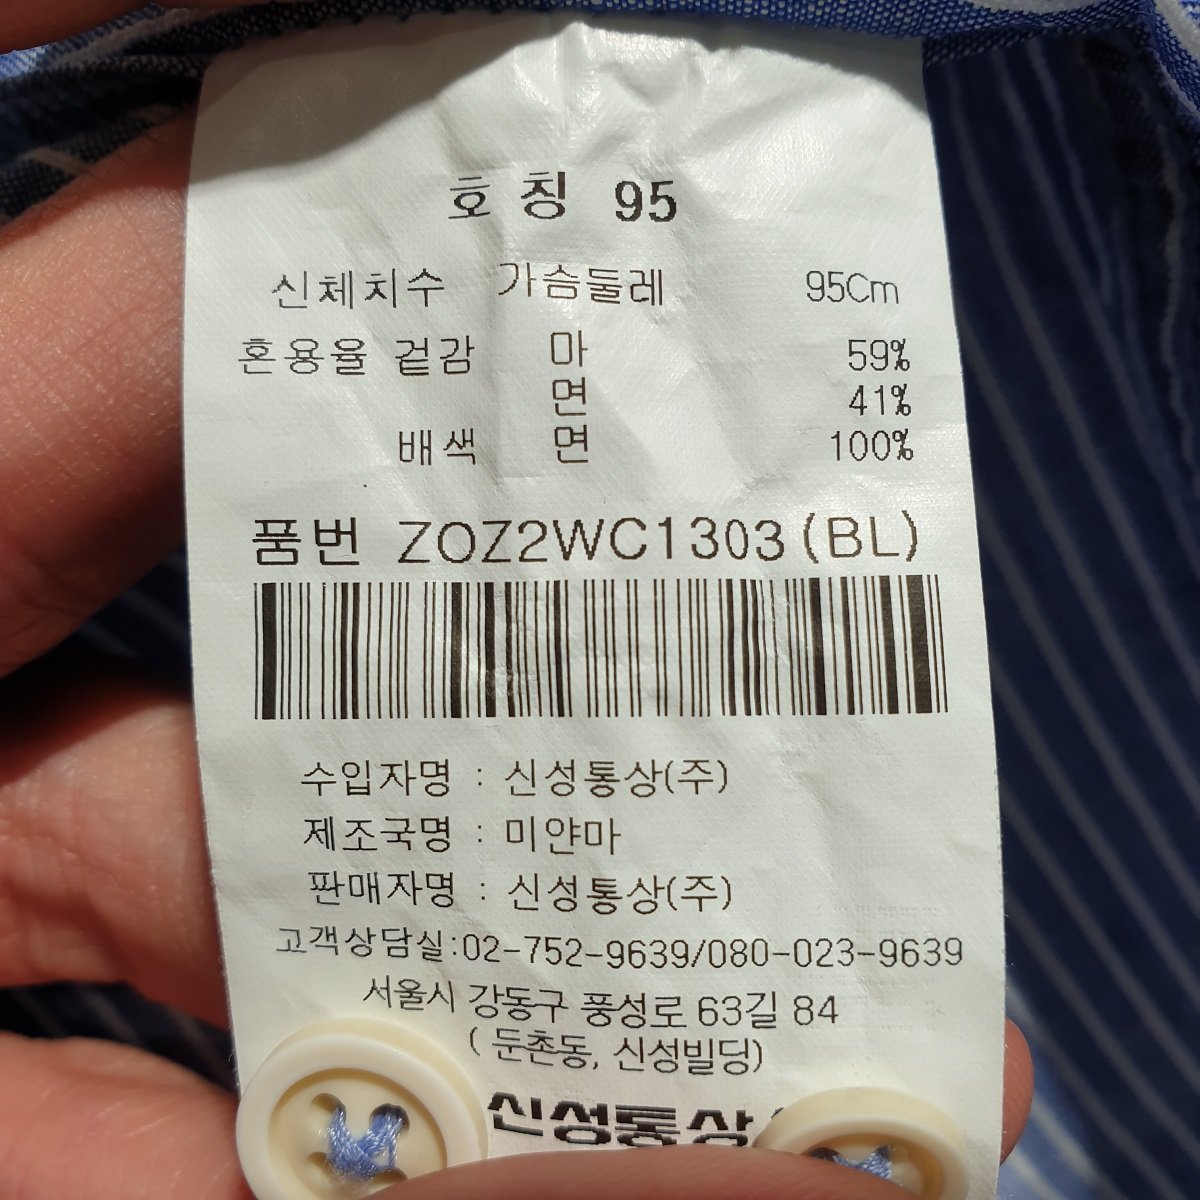 호칭 95
신체치수 가슴둘레 95Cm
혼용율 겉감 마 59%
면 41%
배색 면 100%
품번 ZOZ2WC1303(BL)
수입자명 : 신성통상(주)
제조국명 : 미얀마
판매자명 : 신성통상(주)
고객상담실:02-752-9639/080-023-9639
서울시 강동구 풍성로 63길 84
( 둔촌동, 신성빌딩)
신성통상